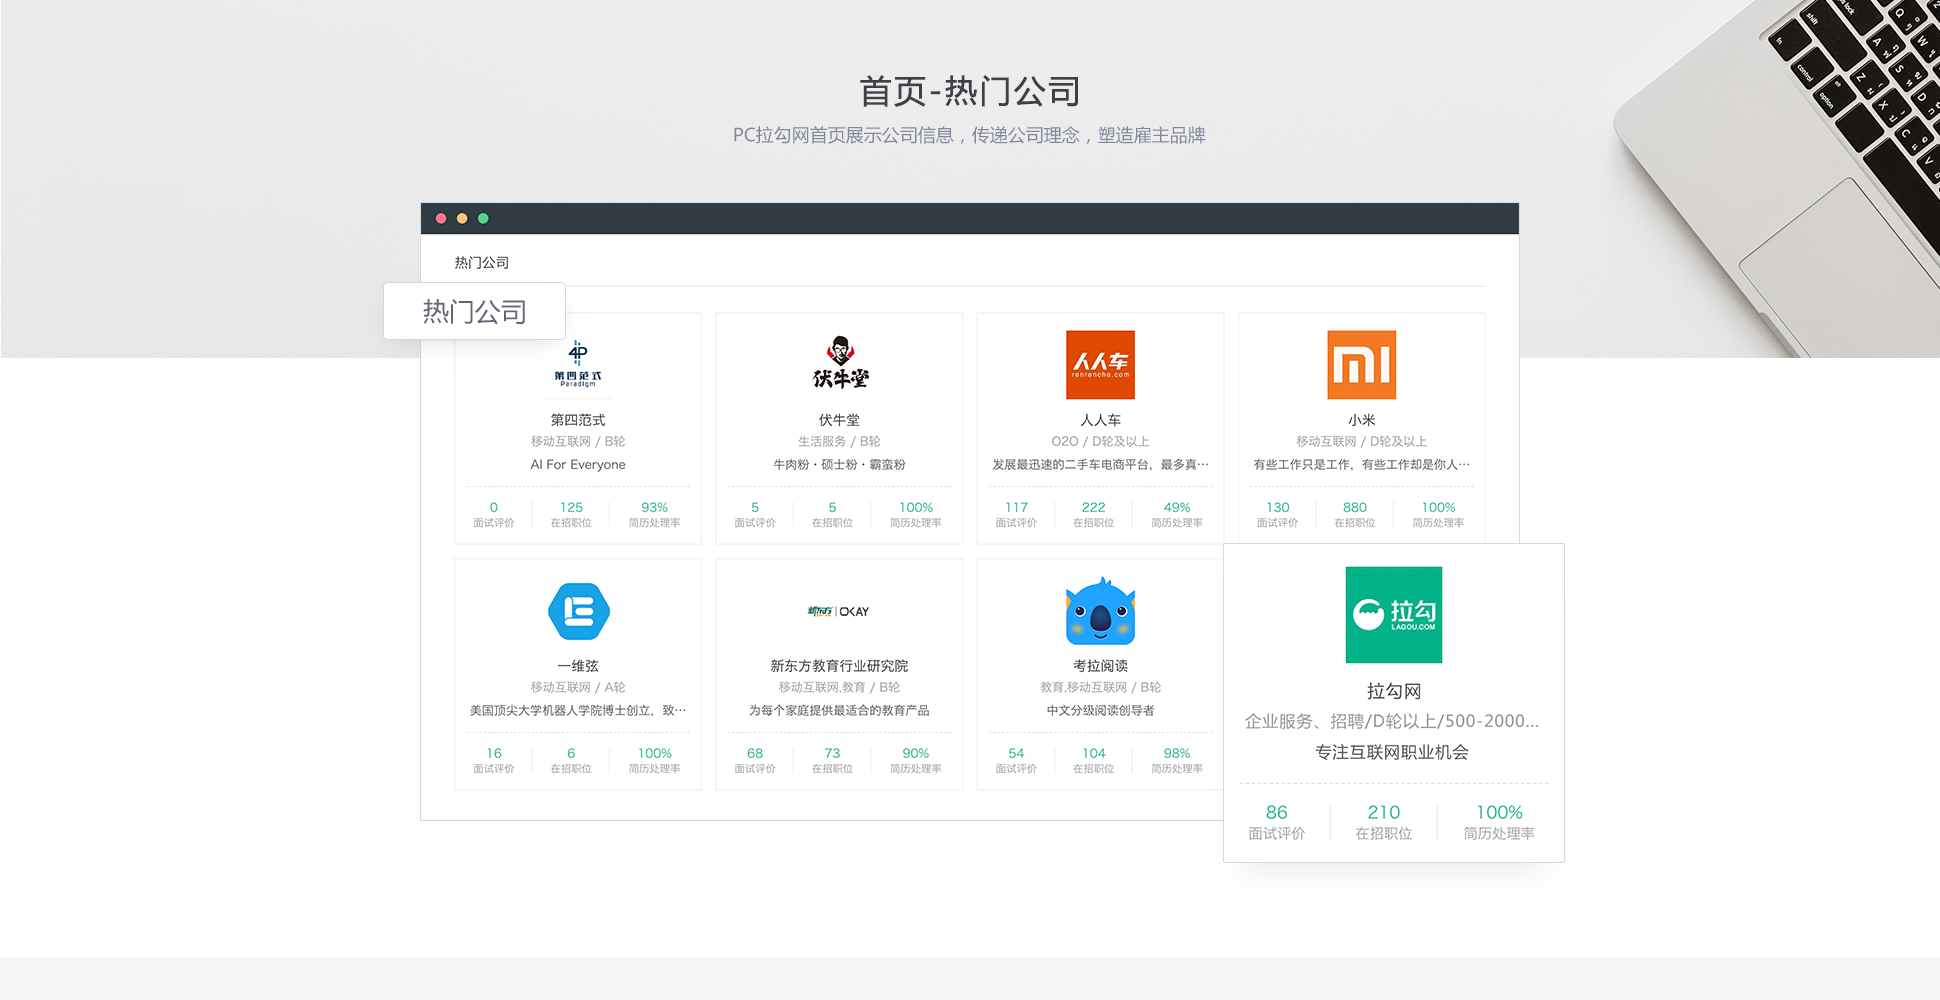 首页-热门公司
PC拉勾网首页展示公司信息，传递公司理念，塑造雇主品牌
热门公司
热门公司
4P
第四范式
Paradigm
第四范式
移动互联网 / B轮
AI For Everyone
0
面试评价
125
在招职位
93%
简历处理率
伏牛堂
伏牛堂
生活服务 / B轮
牛肉粉·硕士粉·霸蛮粉
5
面试评价
5
在招职位
100%
简历处理率
人人车
renrenche.com
人人车
O2O / D轮及以上
发展最迅速的二手车电商平台，最多真···
117
面试评价
222
在招职位
49%
简历处理率
mi
小米
移动互联网 / D轮及以上
有些工作只是工作，有些工作却是你人···
130
面试评价
880
在招职位
100%
简历处理率
一维弦
移动互联网 / A轮
美国顶尖大学机器人学院博士创立，致···
16
面试评价
6
在招职位
100%
简历处理率
新东方 | OKAY
新东方教育行业研究院
移动互联网,教育 / B轮
为每个家庭提供最适合的教育产品
68
面试评价
73
在招职位
90%
简历处理率
考拉阅读
教育,移动互联网 / B轮
中文分级阅读创导者
54
面试评价
104
在招职位
98%
简历处理率
拉勾
LAGOU.COM
拉勾网
企业服务、招聘/D轮以上/500-2000...
专注互联网职业机会
86
面试评价
210
在招职位
100%
简历处理率
shift
fn
control
option
Q
W
A
S
D
Z
X
C
V